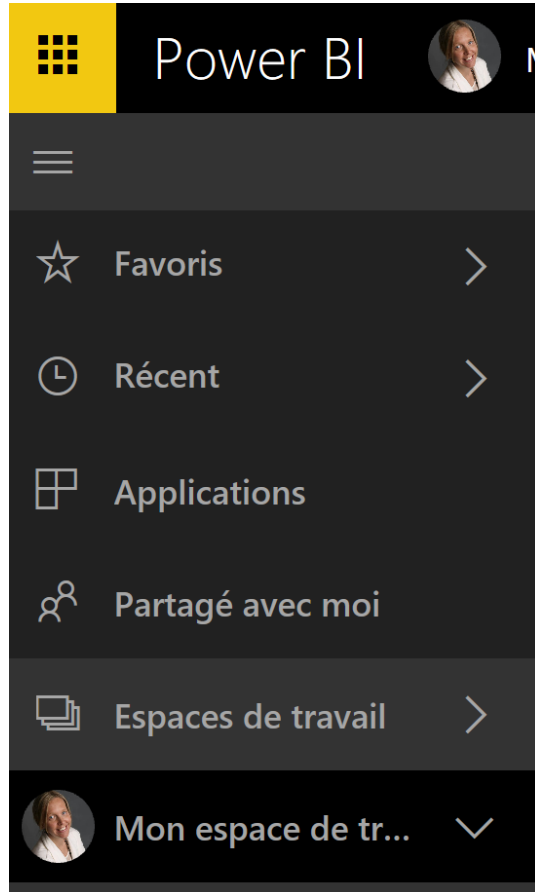 Power BI
M
Favoris
Récent
Applications
Partagé avec moi
Espaces de travail
Mon espace de tr...